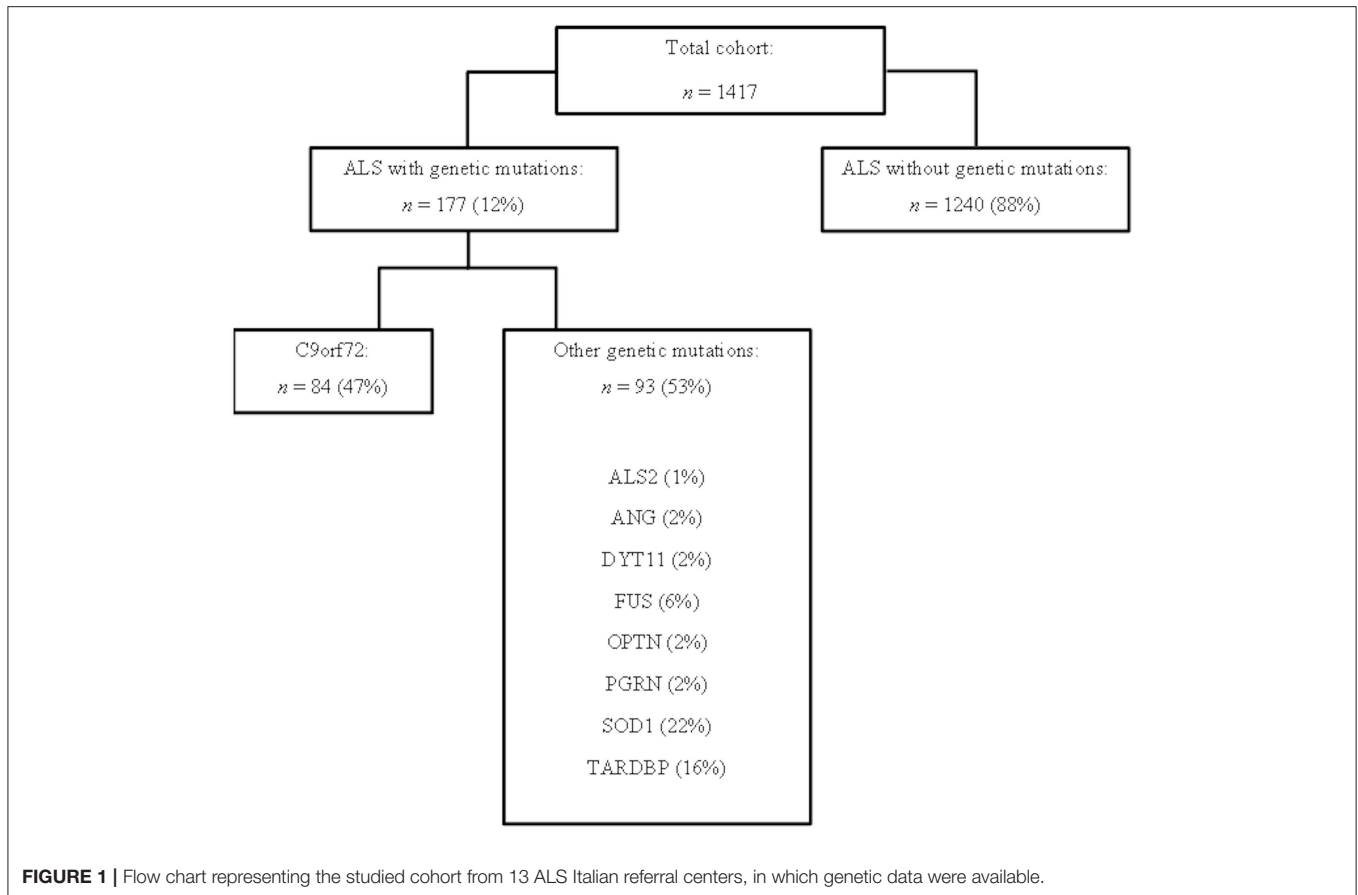 Total cohort:
n = 1417
ALS with genetic mutations:
n = 177 (12%)
ALS without genetic mutations:
n = 1240 (88%)
C9orf72:
n = 84 (47%)
Other genetic mutations:
n = 93 (53%)
ALS2 (1%)
ANG (2%)
DYT11 (2%)
FUS (6%)
OPTN (2%)
PGRN (2%)
SOD1 (22%)
TARDBP (16%)
FIGURE 1 | Flow chart representing the studied cohort from 13 ALS Italian referral centers, in which genetic data were available.